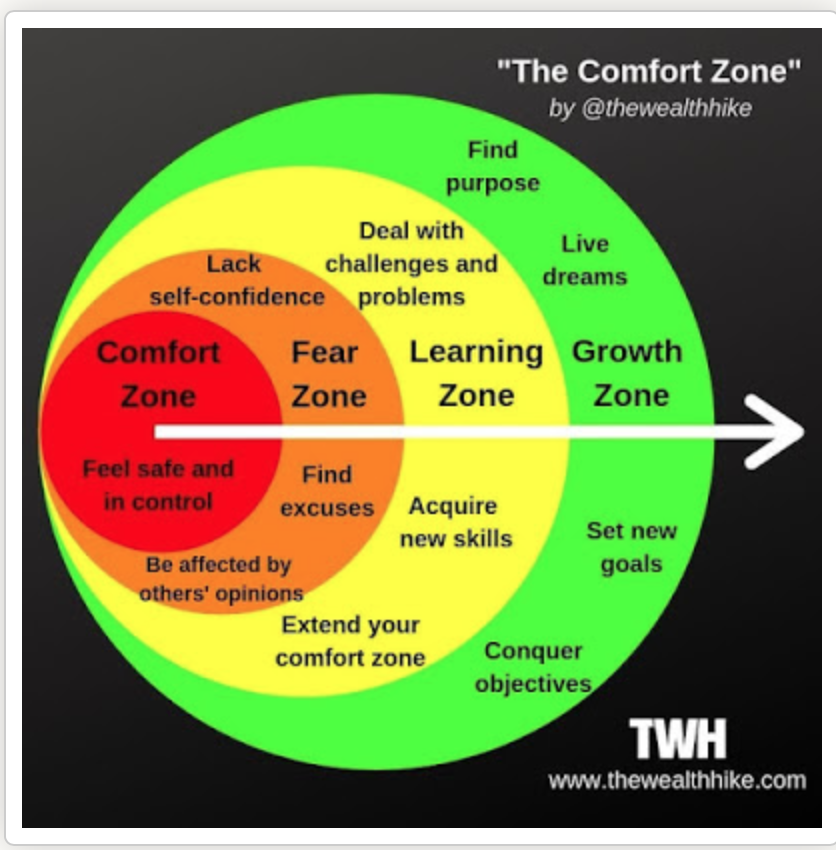 "The Comfort Zone"
by @thewealthhike
Find
purpose
Live
dreams
Deal with
challenges and
problems
Lack
self-confidence
Comfort
Zone
Fear
Zone
Learning
Zone
Growth
Zone
Feel safe and
in control
Find
excuses
Acquire
new skills
Set new
goals
Be affected by
others' opinions
Extend your
comfort zone
Conquer
objectives
TWH
www.thewealthhike.com